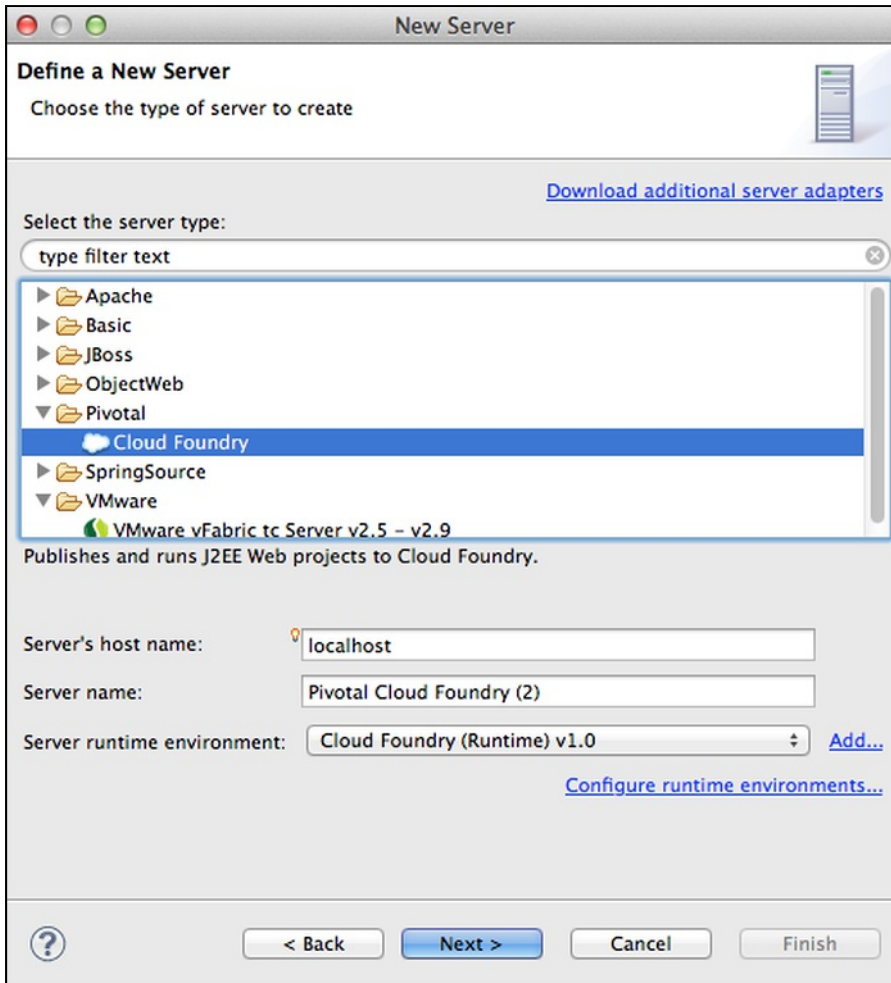 New Server
Define a New Server
Choose the type of server to create
Download additional server adapters
Select the server type:
type filter text
Apache
Basic
JBoss
ObjectWeb
Pivotal
Cloud Foundry
SpringSource
VMware
VMware vFabric tc Server v2.5 – v2.9
Publishes and runs J2EE Web projects to Cloud Foundry.
Server's host name: localhost
Server name: Pivotal Cloud Foundry (2)
Server runtime environment: Cloud Foundry (Runtime) v1.0 Add...
Configure runtime environments...
? < Back Next > Cancel Finish